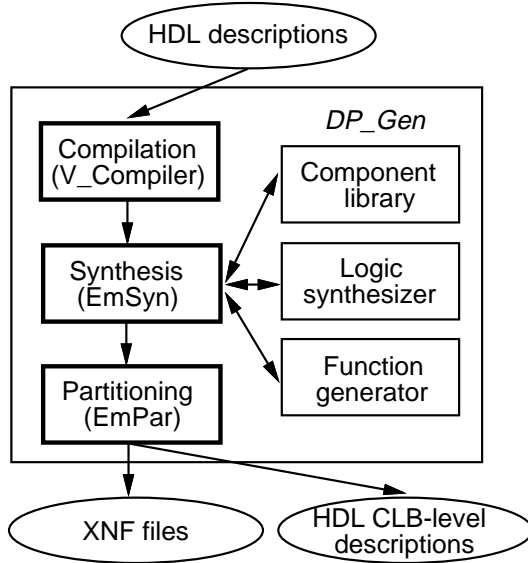 HDL descriptions
DP_Gen
Compilation
(V_Compiler)
Component
library
Synthesis
(EmSyn)
Logic
synthesizer
Partitioning
(EmPar)
Function
generator
XNF files
HDL CLB-level
descriptions